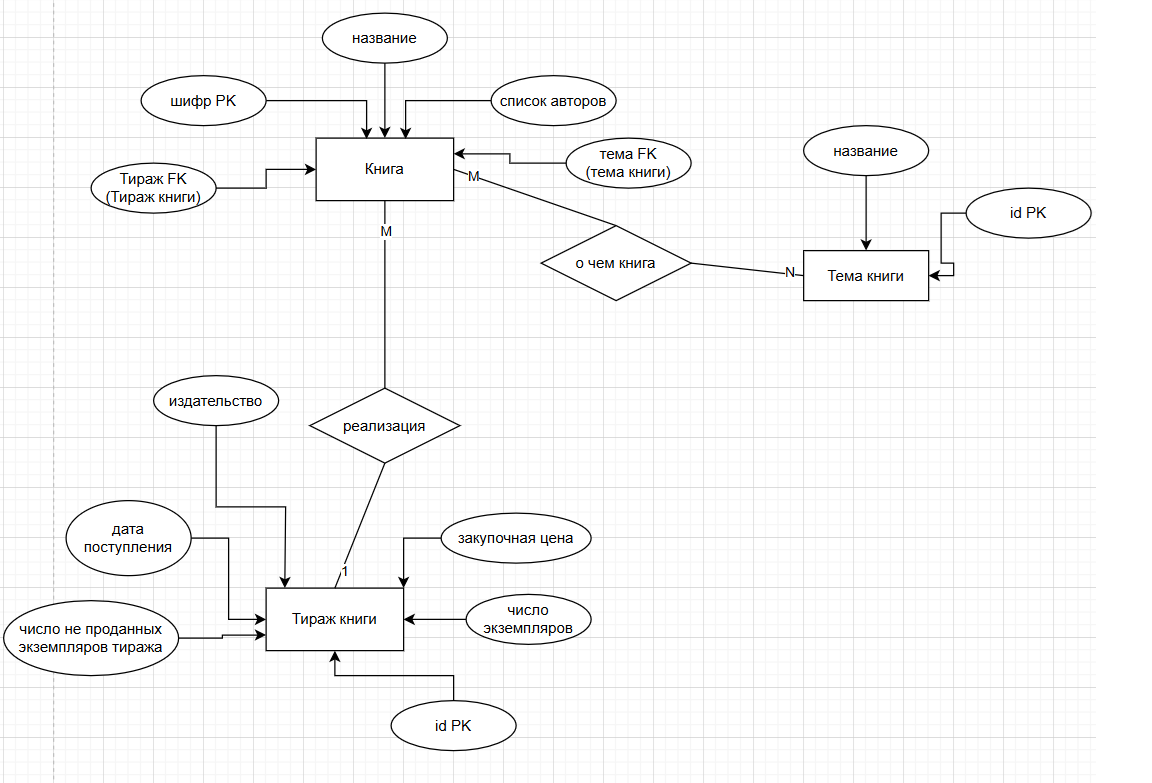 название
шифр PK
список авторов
Книга
тема FK
(тема книги)
название
Тираж FK
(Тираж книги)
M
id PK
M
о чем книга
N
Тема книги
издательство
реализация
дата
поступления
закупочная цена
1
число не проданных
экземпляров тиража
Тираж книги
число
экземпляров
id PK